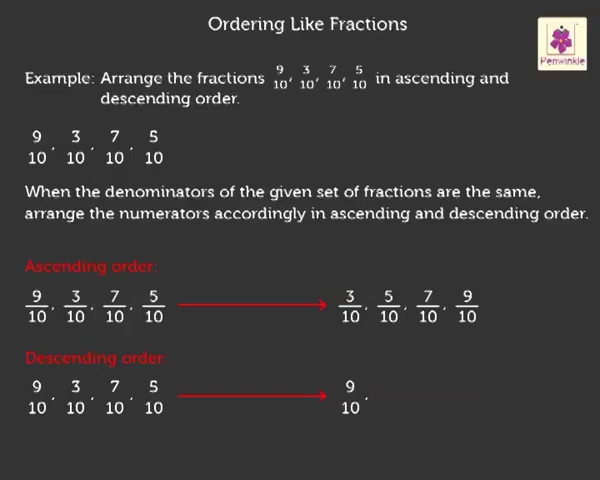 Ordering Like Fractions
Periwinkle
Example: Arrange the fractions 9/10, 3/10, 7/10, 5/10 in ascending and
descending order.
9/10, 3/10, 7/10, 5/10
When the denominators of the given set of fractions are the same,
arrange the numerators accordingly in ascending and descending order.
Ascending order:
9/10, 3/10, 7/10, 5/10 → 3/10, 5/10, 7/10, 9/10
Descending order:
9/10, 3/10, 7/10, 5/10 → 9/10,